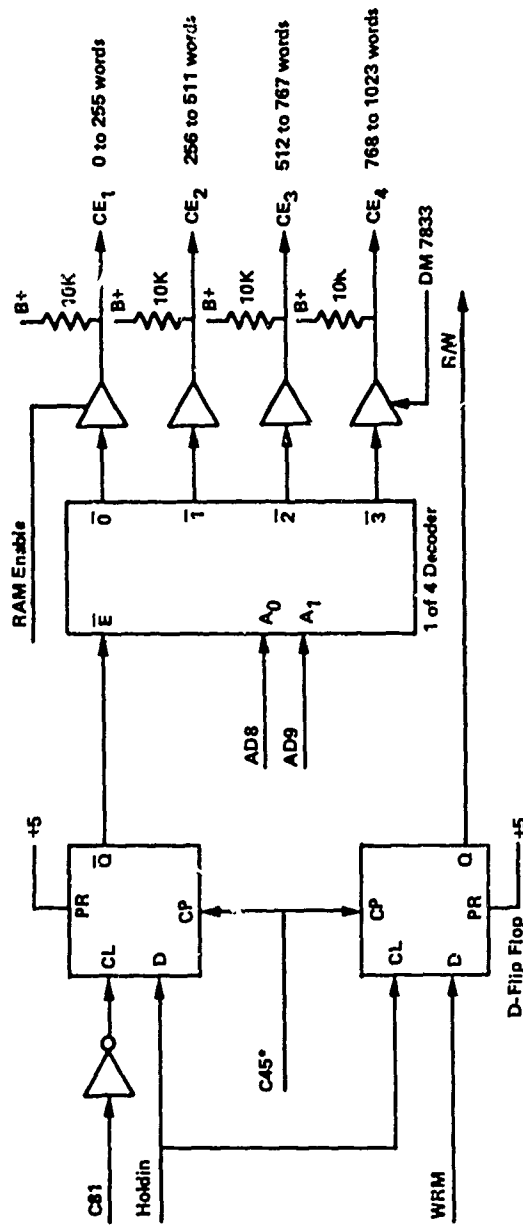 C81
Holdin
WRM
C45*
+5
PR
CL
Q̅
D
CP
CP
CL
Q
D
PR
+5
D-Flip Flop
AD8
AD9
RAM Enable
E̅
A0
A1
0̅
1̅
2̅
3̅
1 of 4 Decoder
B+
10K
CE1
0 to 255 words
B+
10K
CE2
256 to 511 words
B+
10K
CE3
512 to 767 words
B+
10K
CE4
768 to 1023 words
DM 7833
R/W